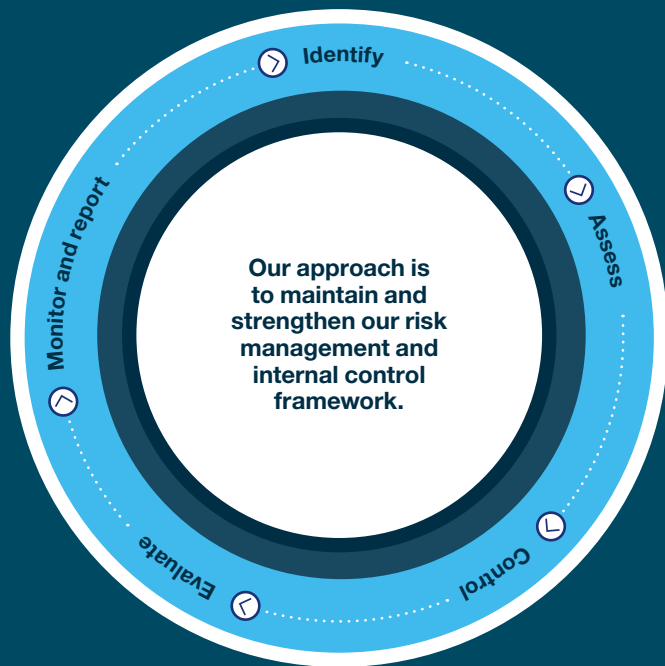 Identify
Assess
Control
Evaluate
Monitor and report
Our approach is
to maintain and
strengthen our risk
management and
internal control
framework.